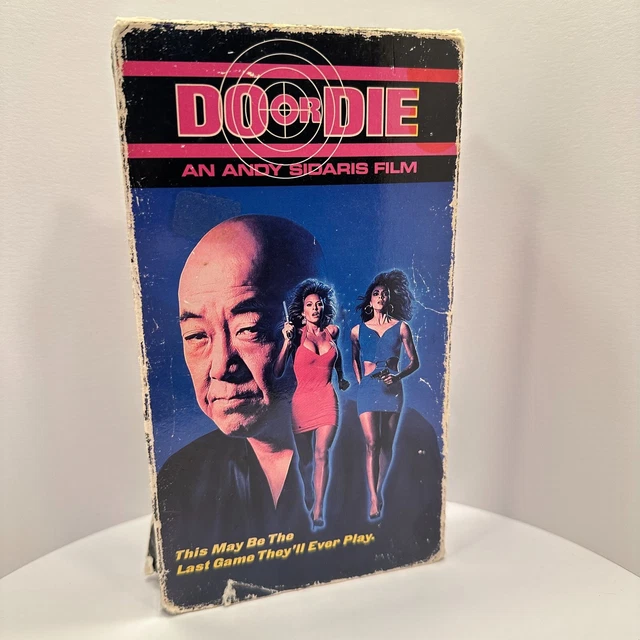 DO OR DIE
AN ANDY SIDARIS FILM
This May Be The
Last Game They'll Ever Play.